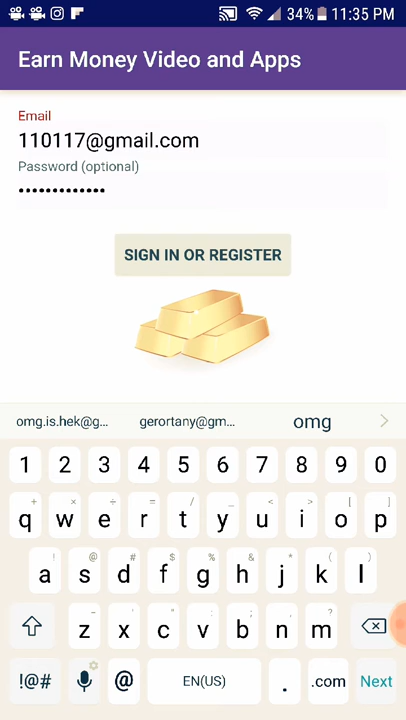 34% 11:35 PM
Earn Money Video and Apps
Email
110117@gmail.com
Password (optional)
•••••••••••••
SIGN IN OR REGISTER
omg.is.hek@g... gerortany@gm... omg
1 2 3 4 5 6 7 8 9 0
+ × ÷ = / _ < > [ ]
q w e r t y u i o p
! @ # $ % & * ( )
a s d f g h j k l
- ' " : ; , ?
z x c v b n m
!@# @ EN(US) . .com Next